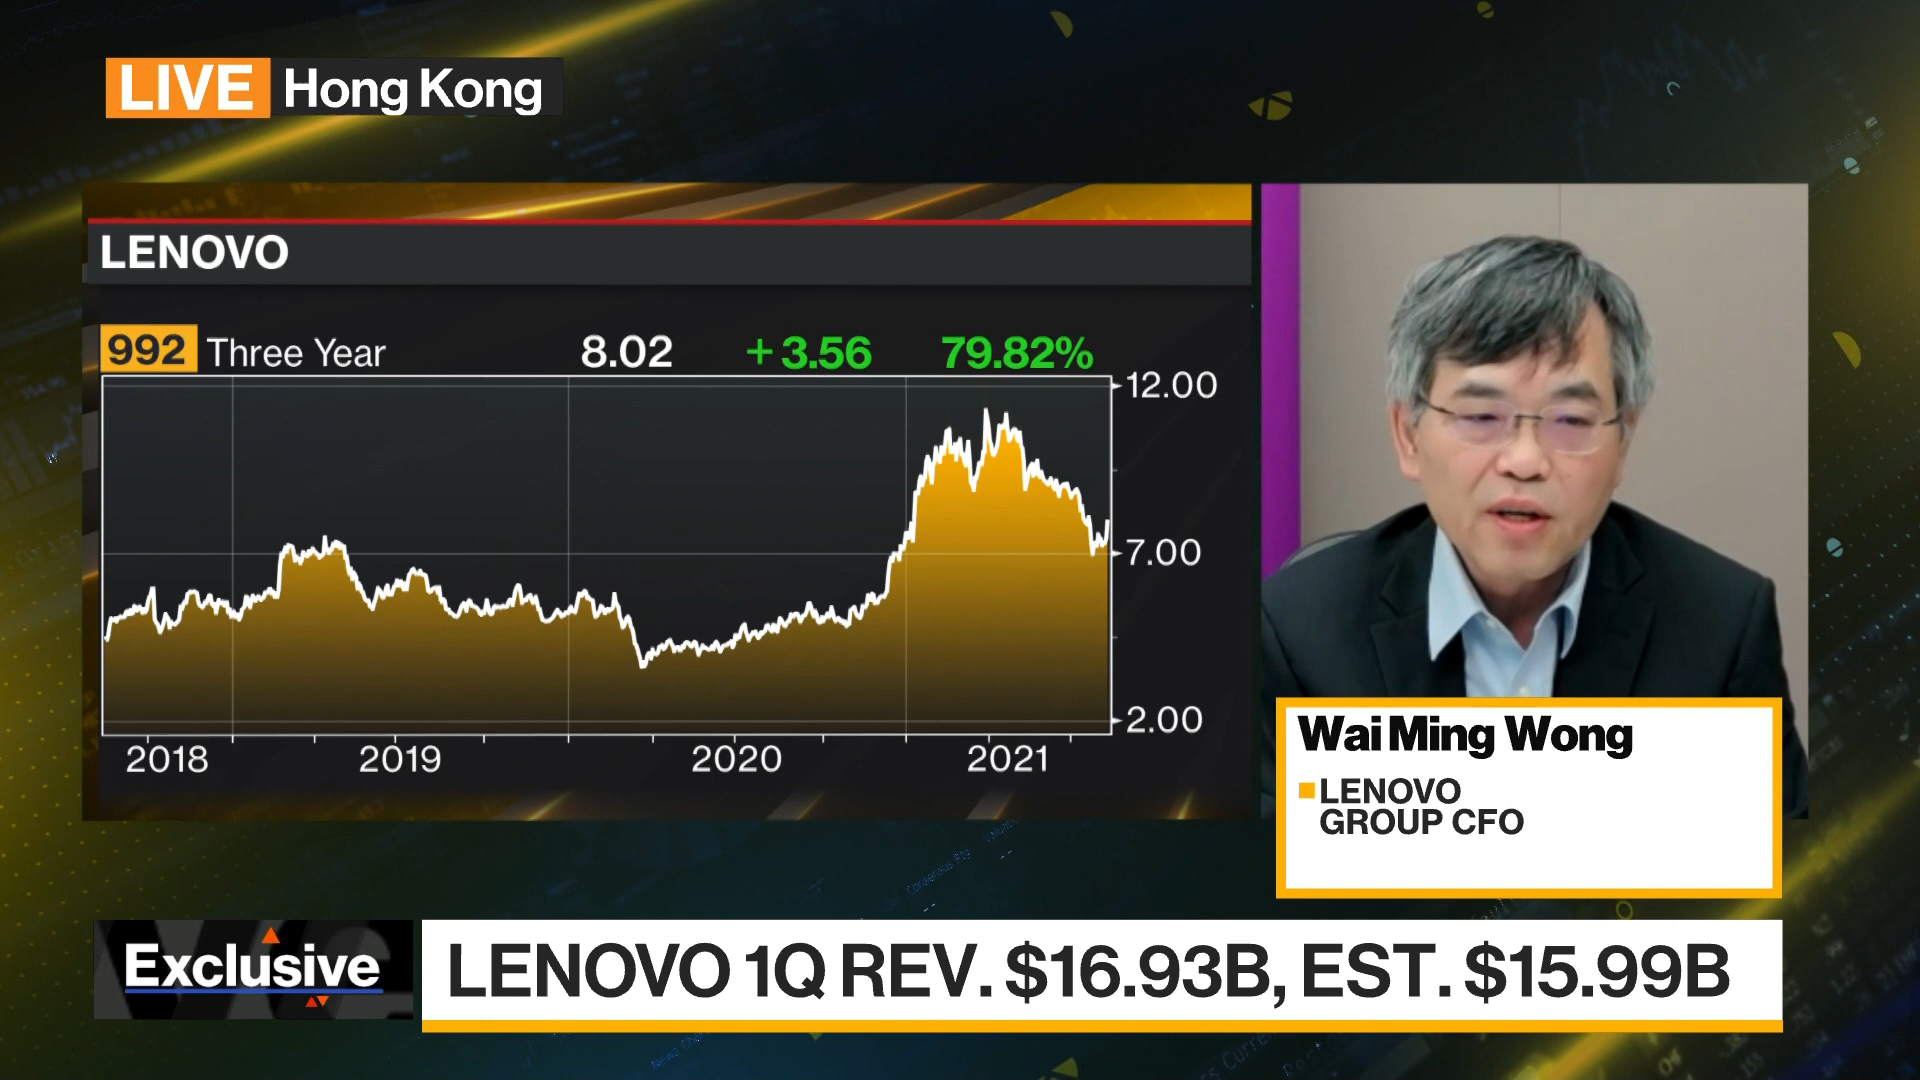 LIVE Hong Kong
LENOVO
992 Three Year 8.02 +3.56 79.82%
12.00
7.00
2.00
2018 2019 2020 2021
Wai Ming Wong
LENOVO
GROUP CFO
Exclusive
LENOVO 1Q REV. $16.93B, EST. $15.99B